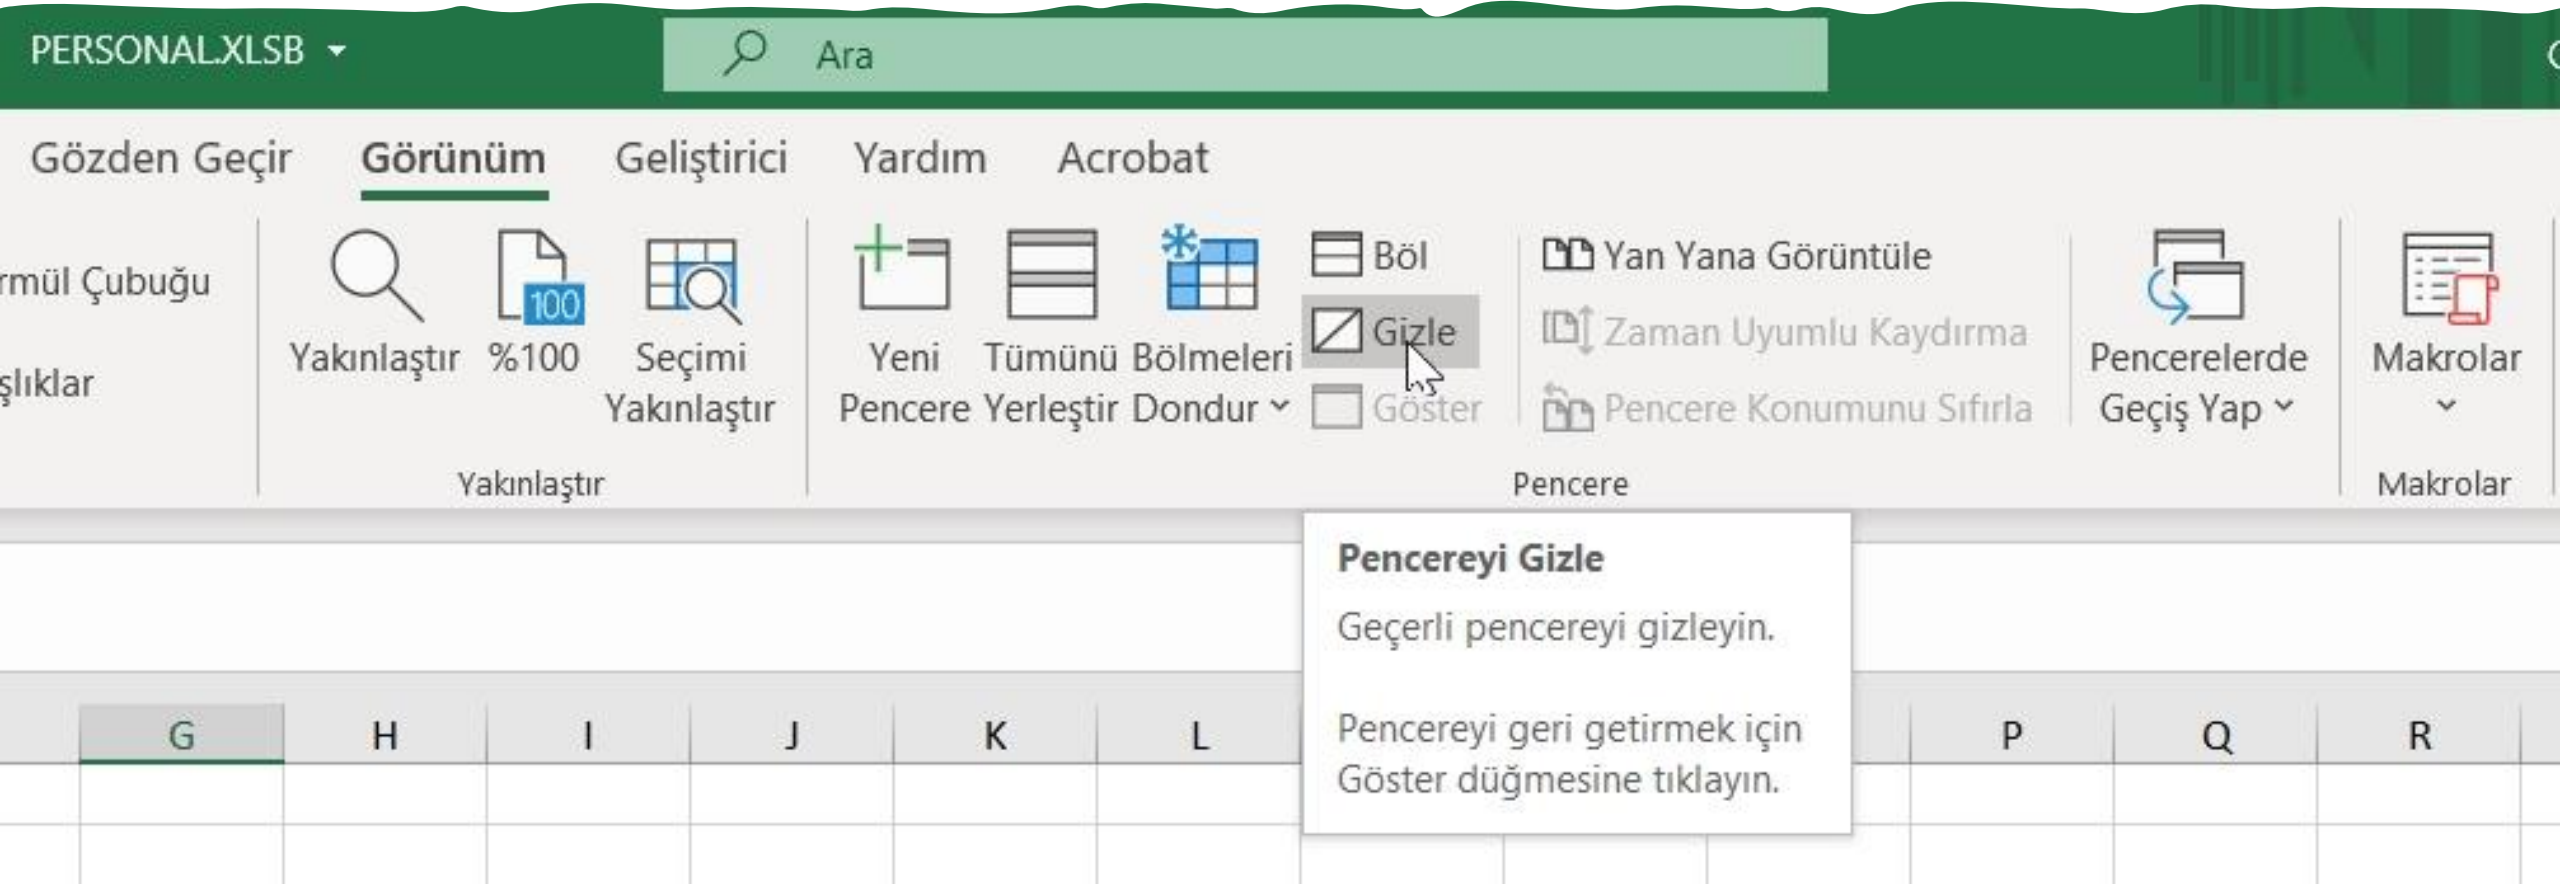 PERSONAL.XLSB
Ara
Gözden Geçir Görünüm Geliştirici Yardım Acrobat
rmül Çubuğu
şlıklar
Yakınlaştır
%100
100
Seçimi
Yakınlaştır
Yakınlaştır
Yeni
Pencere
Tümünü
Yerleştir
Bölmeleri
Dondur
Böl
Gizle
Göster
Yan Yana Görüntüle
Zaman Uyumlu Kaydırma
Pencere Konumunu Sıfırla
Pencerelerde
Geçiş Yap
Pencere
Makrolar
Makrolar
Pencereyi Gizle
Geçerli pencereyi gizleyin.
Pencereyi geri getirmek için
Göster düğmesine tıklayın.
G H I J K L P Q R